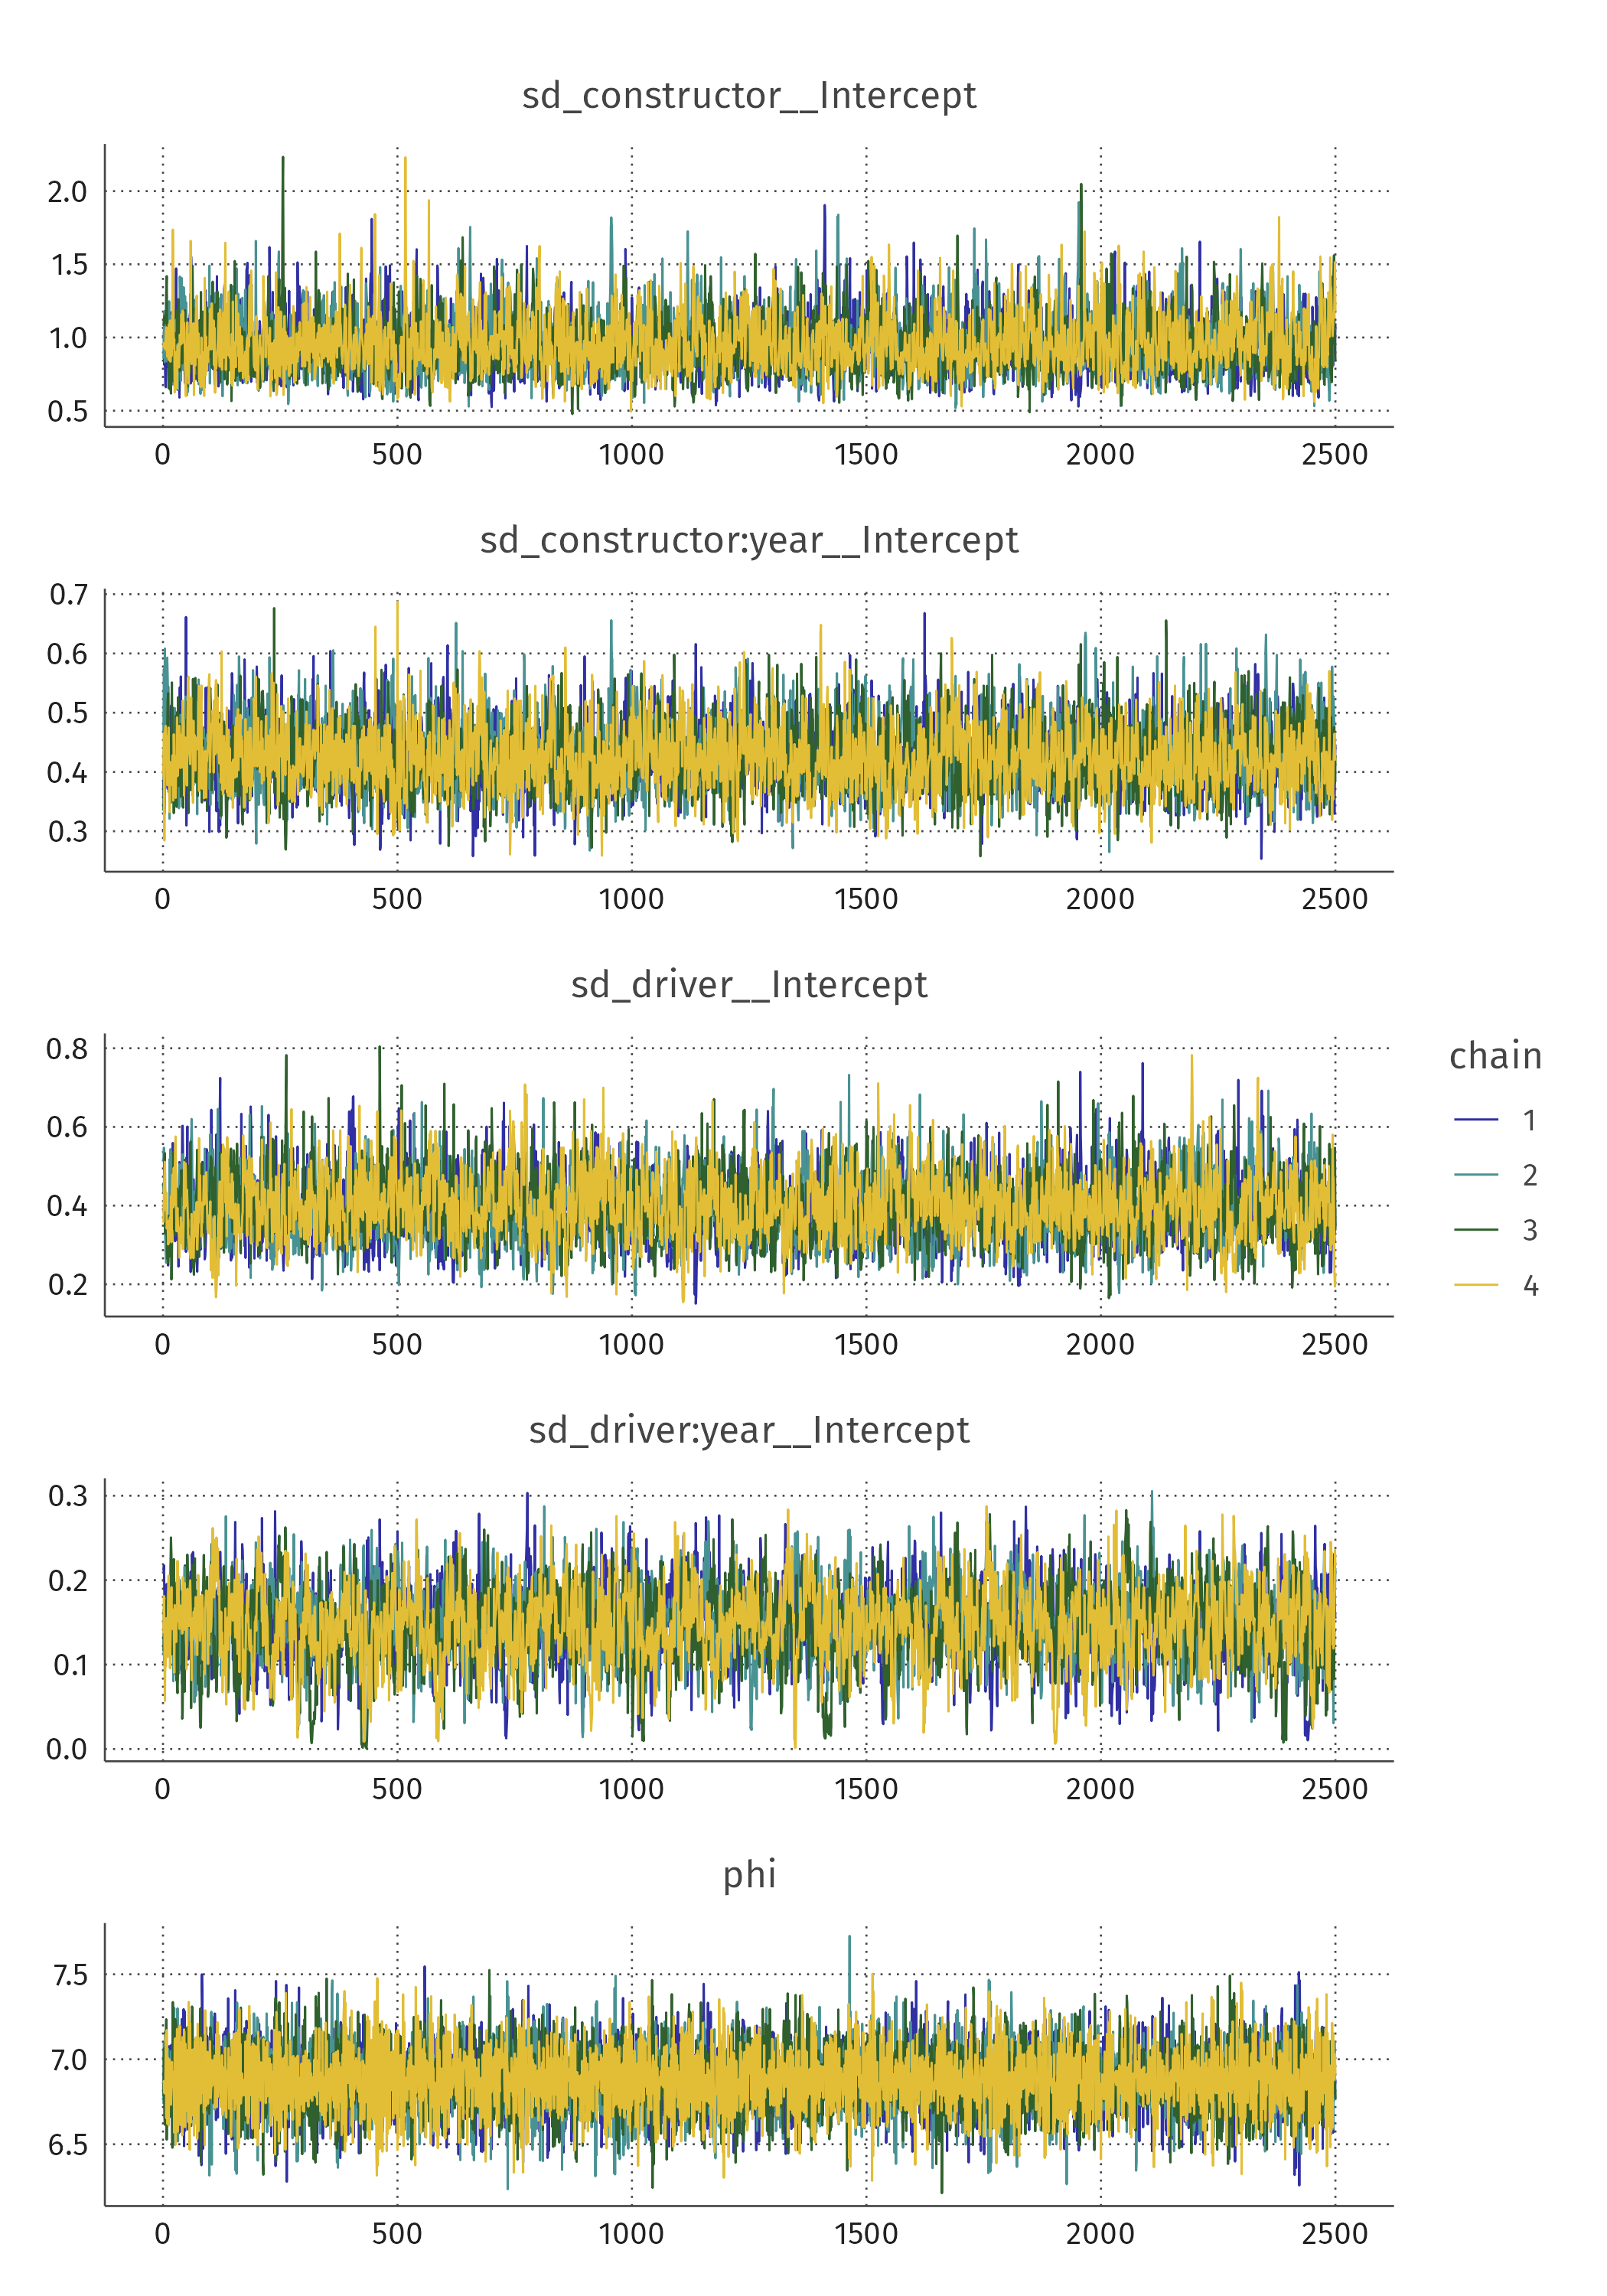 sd_constructor__Intercept
2.0
1.5
1.0
0.5
0 500 1000 1500 2000 2500
sd_constructor:year__Intercept
0.7
0.6
0.5
0.4
0.3
0 500 1000 1500 2000 2500
sd_driver__Intercept
0.8
0.6
0.4
0.2
0 500 1000 1500 2000 2500
chain
1
2
3
4
sd_driver:year__Intercept
0.3
0.2
0.1
0.0
0 500 1000 1500 2000 2500
phi
7.5
7.0
6.5
0 500 1000 1500 2000 2500